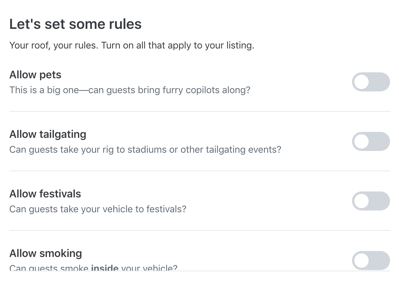 Let's set some rules
Your roof, your rules. Turn on all that apply to your listing.
Allow pets
This is a big one—can guests bring furry copilots along?
Allow tailgating
Can guests take your rig to stadiums or other tailgating events?
Allow festivals
Can guests take your vehicle to festivals?
Allow smoking
Can guests smoke inside your vehicle?